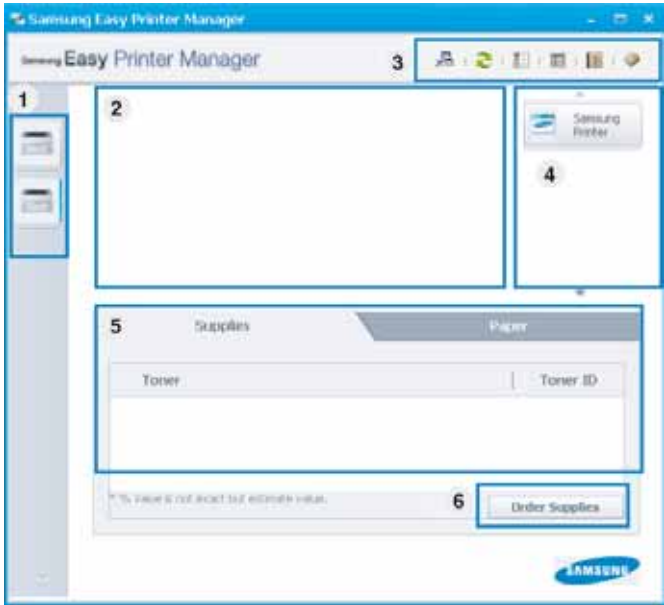 Samsung Easy Printer Manager
Samsung Easy Printer Manager
3
1
2
Samsung
Printer
4
5
Supplies
Paper
Toner
Toner ID
* % Value is not exact but estimate value.
6
Order Supplies
SAMSUNG